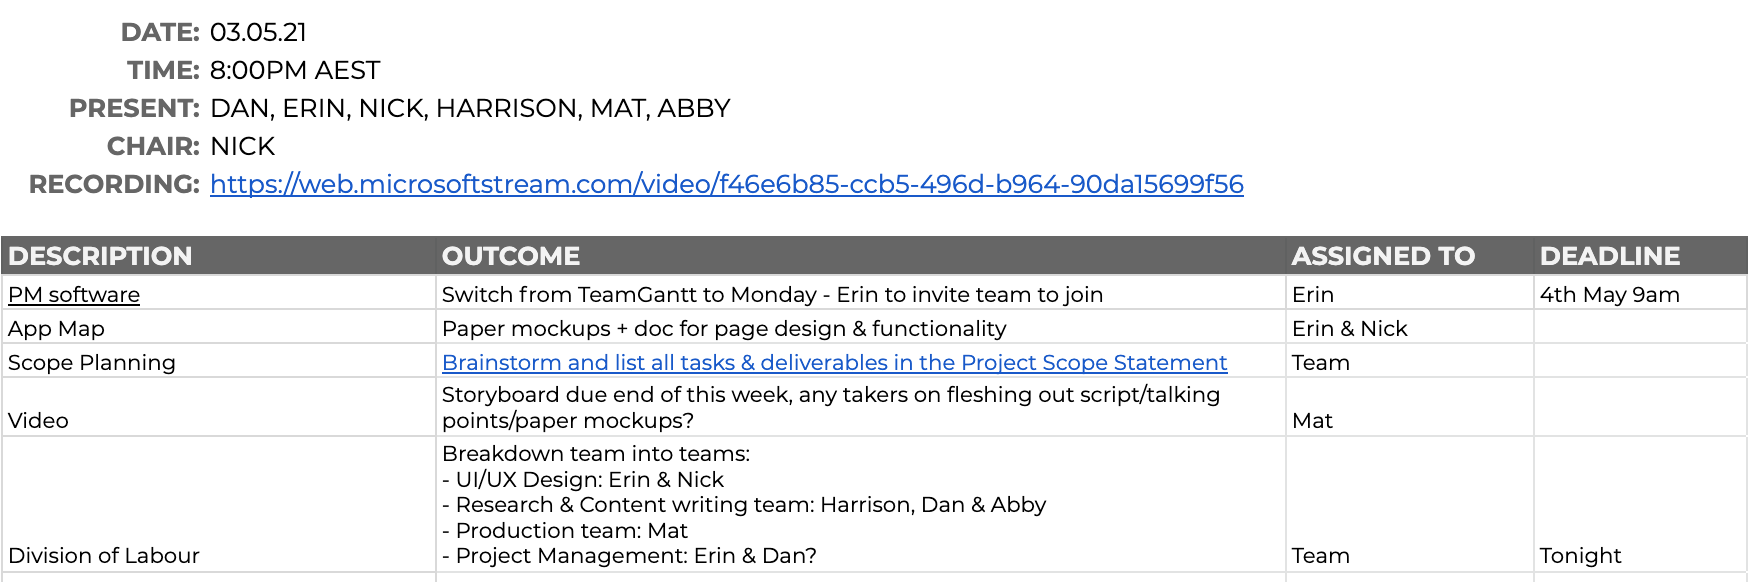 DATE: 03.05.21
TIME: 8:00PM AEST
PRESENT: DAN, ERIN, NICK, HARRISON, MAT, ABBY
CHAIR: NICK
RECORDING: https://web.microsoftstream.com/video/f46e6b85-ccb5-496d-b964-90da15699f56
DESCRIPTION OUTCOME ASSIGNED TO DEADLINE
PM software Switch from TeamGantt to Monday - Erin to invite team to join Erin 4th May 9am
App Map Paper mockups + doc for page design & functionality Erin & Nick
Scope Planning Brainstorm and list all tasks & deliverables in the Project Scope Statement Team
Storyboard due end of this week, any takers on fleshing out script/talking
Video points/paper mockups? Mat
Breakdown team into teams:
- UI/UX Design: Erin & Nick
- Research & Content writing team: Harrison, Dan & Abby
- Production team: Mat
Division of Labour - Project Management: Erin & Dan? Team Tonight